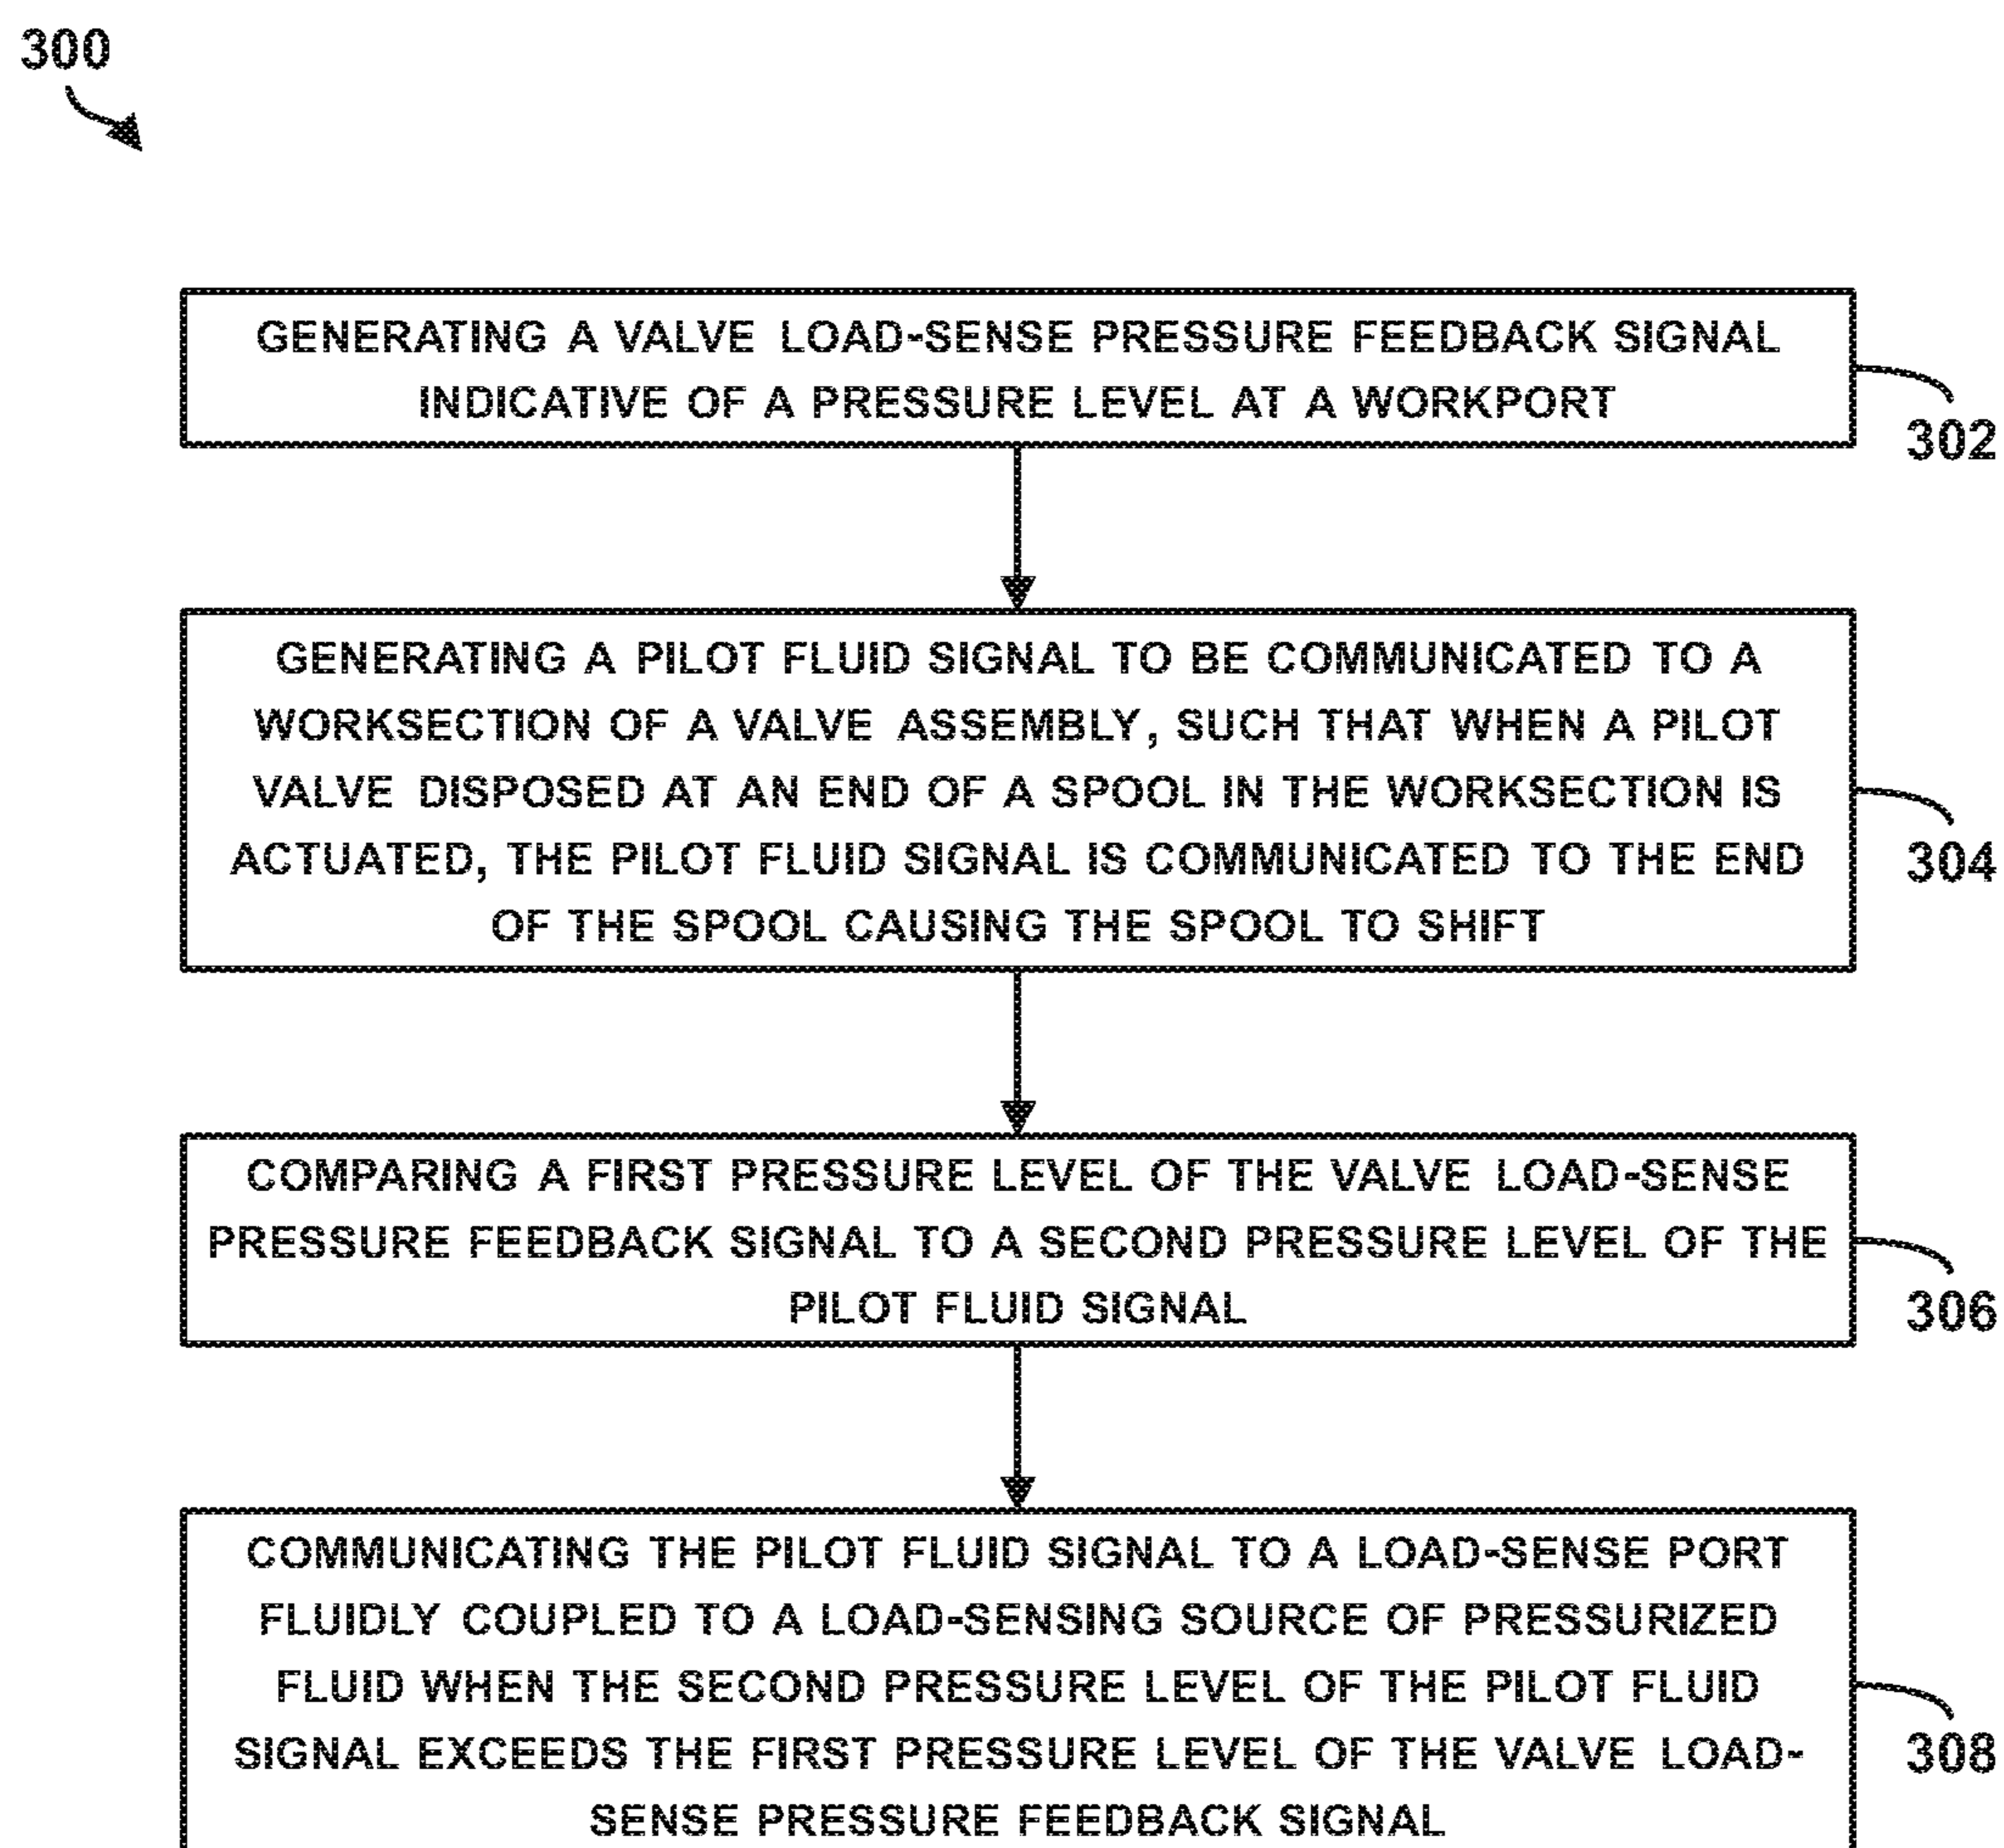 300
GENERATING A VALVE LOAD-SENSE PRESSURE FEEDBACK SIGNAL
INDICATIVE OF A PRESSURE LEVEL AT A WORKPORT
302
GENERATING A PILOT FLUID SIGNAL TO BE COMMUNICATED TO A
WORKSECTION OF A VALVE ASSEMBLY, SUCH THAT WHEN A PILOT
VALVE DISPOSED AT AN END OF A SPOOL IN THE WORKSECTION IS
ACTUATED, THE PILOT FLUID SIGNAL IS COMMUNICATED TO THE END
OF THE SPOOL CAUSING THE SPOOL TO SHIFT
304
COMPARING A FIRST PRESSURE LEVEL OF THE VALVE LOAD-SENSE
PRESSURE FEEDBACK SIGNAL TO A SECOND PRESSURE LEVEL OF THE
PILOT FLUID SIGNAL
306
COMMUNICATING THE PILOT FLUID SIGNAL TO A LOAD-SENSE PORT
FLUIDLY COUPLED TO A LOAD-SENSING SOURCE OF PRESSURIZED
FLUID WHEN THE SECOND PRESSURE LEVEL OF THE PILOT FLUID
SIGNAL EXCEEDS THE FIRST PRESSURE LEVEL OF THE VALVE LOAD-
SENSE PRESSURE FEEDBACK SIGNAL
308